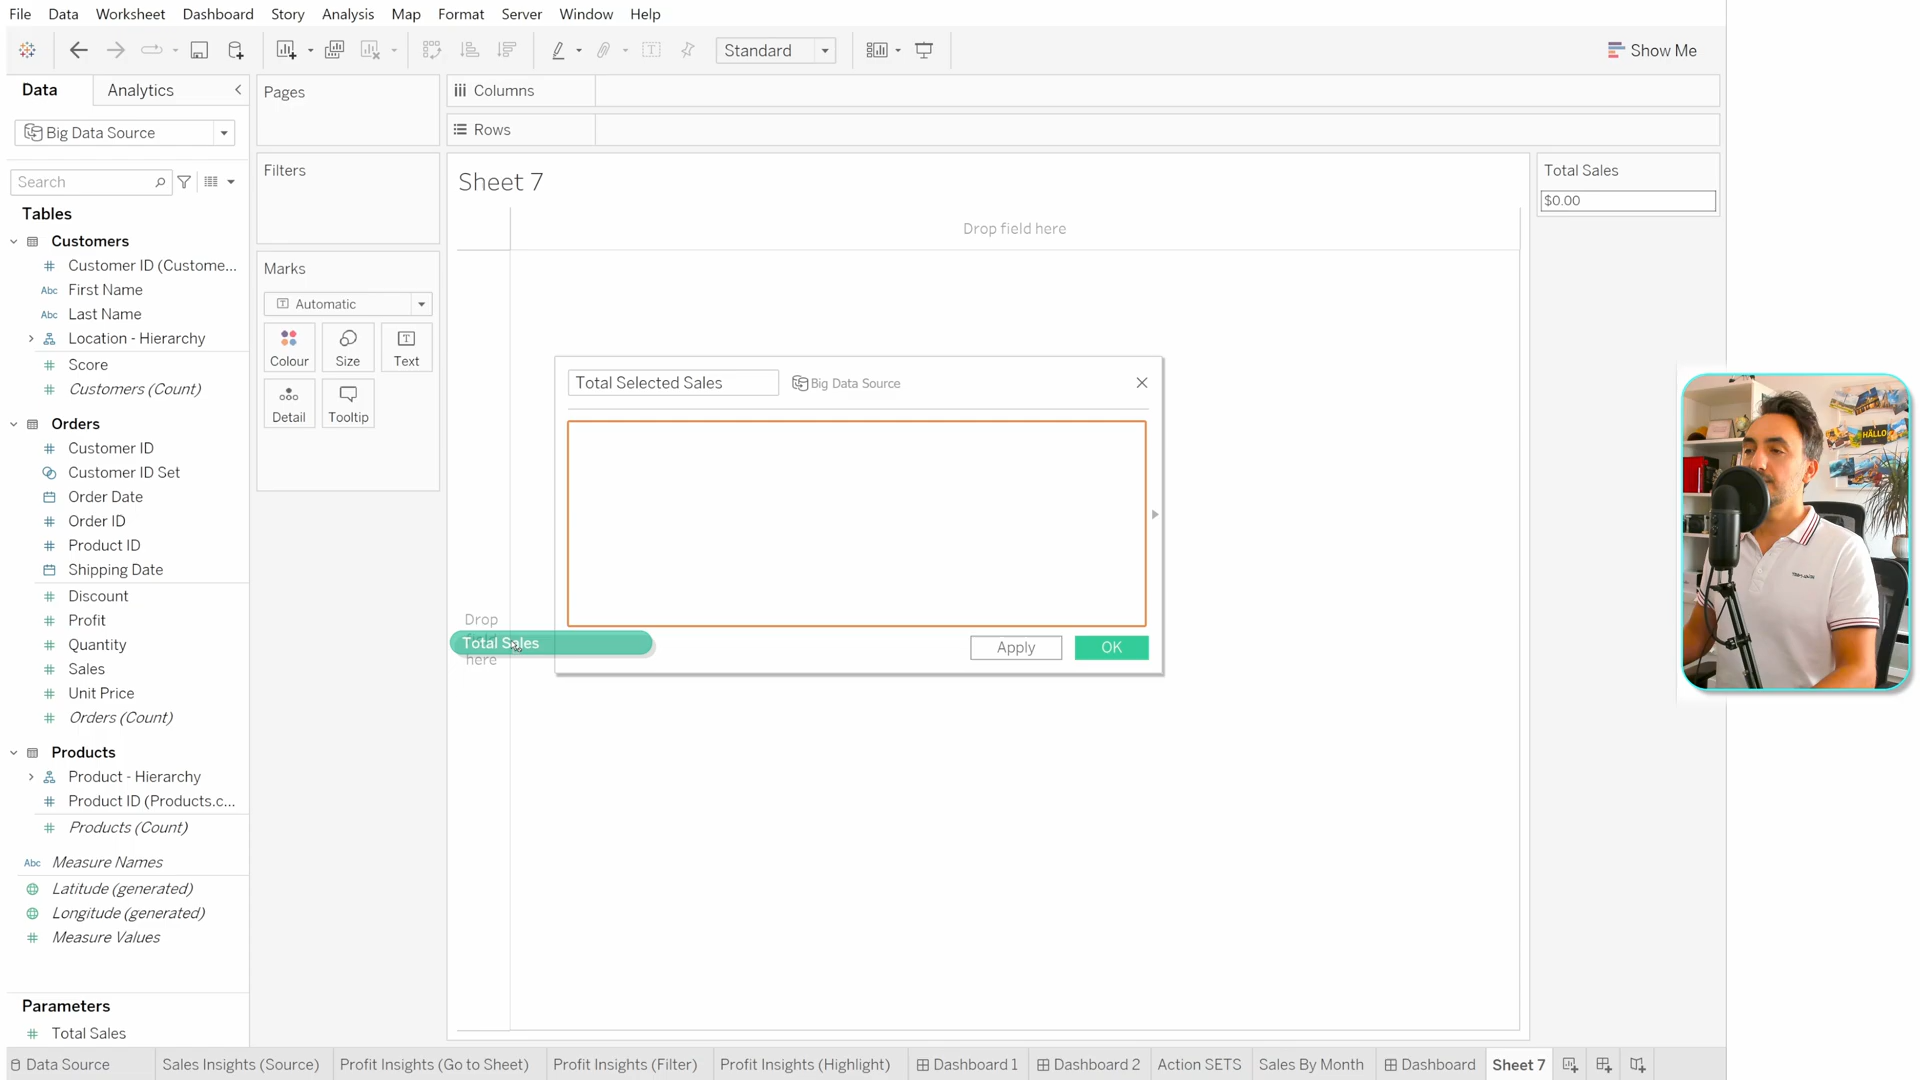 File Data Worksheet Dashboard Story Analysis Map Format Server Window Help
Standard
Show Me
Data Analytics
Big Data Source
Search
Tables
Customers
Customer ID (Custome...
Abc First Name
Abc Last Name
Location - Hierarchy
Score
Customers (Count)
Orders
Customer ID
Customer ID Set
Order Date
Order ID
Product ID
Shipping Date
Discount
Profit
Quantity
Sales
Unit Price
Orders (Count)
Products
Product - Hierarchy
Product ID (Products.c...
Products (Count)
Abc Measure Names
Latitude (generated)
Longitude (generated)
Measure Values
Parameters
Total Sales
Pages
Filters
Marks
Automatic
Colour Size Text
Detail Tooltip
Columns
Rows
Sheet 7
Drop field here
Total Selected Sales Big Data Source
Drop
Total Sales
here
Apply OK
Total Sales
$0.00
HALLO
Data Source Sales Insights (Source) Profit Insights (Go to Sheet) Profit Insights (Filter) Profit Insights (Highlight) Dashboard 1 Dashboard 2 Action SETS Sales By Month Dashboard Sheet 7